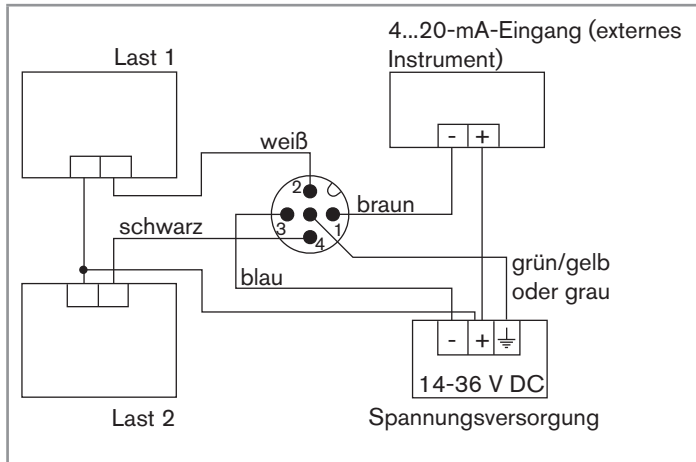 4...20-mA-Eingang (externes
Instrument)
Last 1
- +
weiß
2
braun
3 1
schwarz
4
grün/gelb
oder grau
blau
- +
14-36 V DC
Last 2
Spannungsversorgung